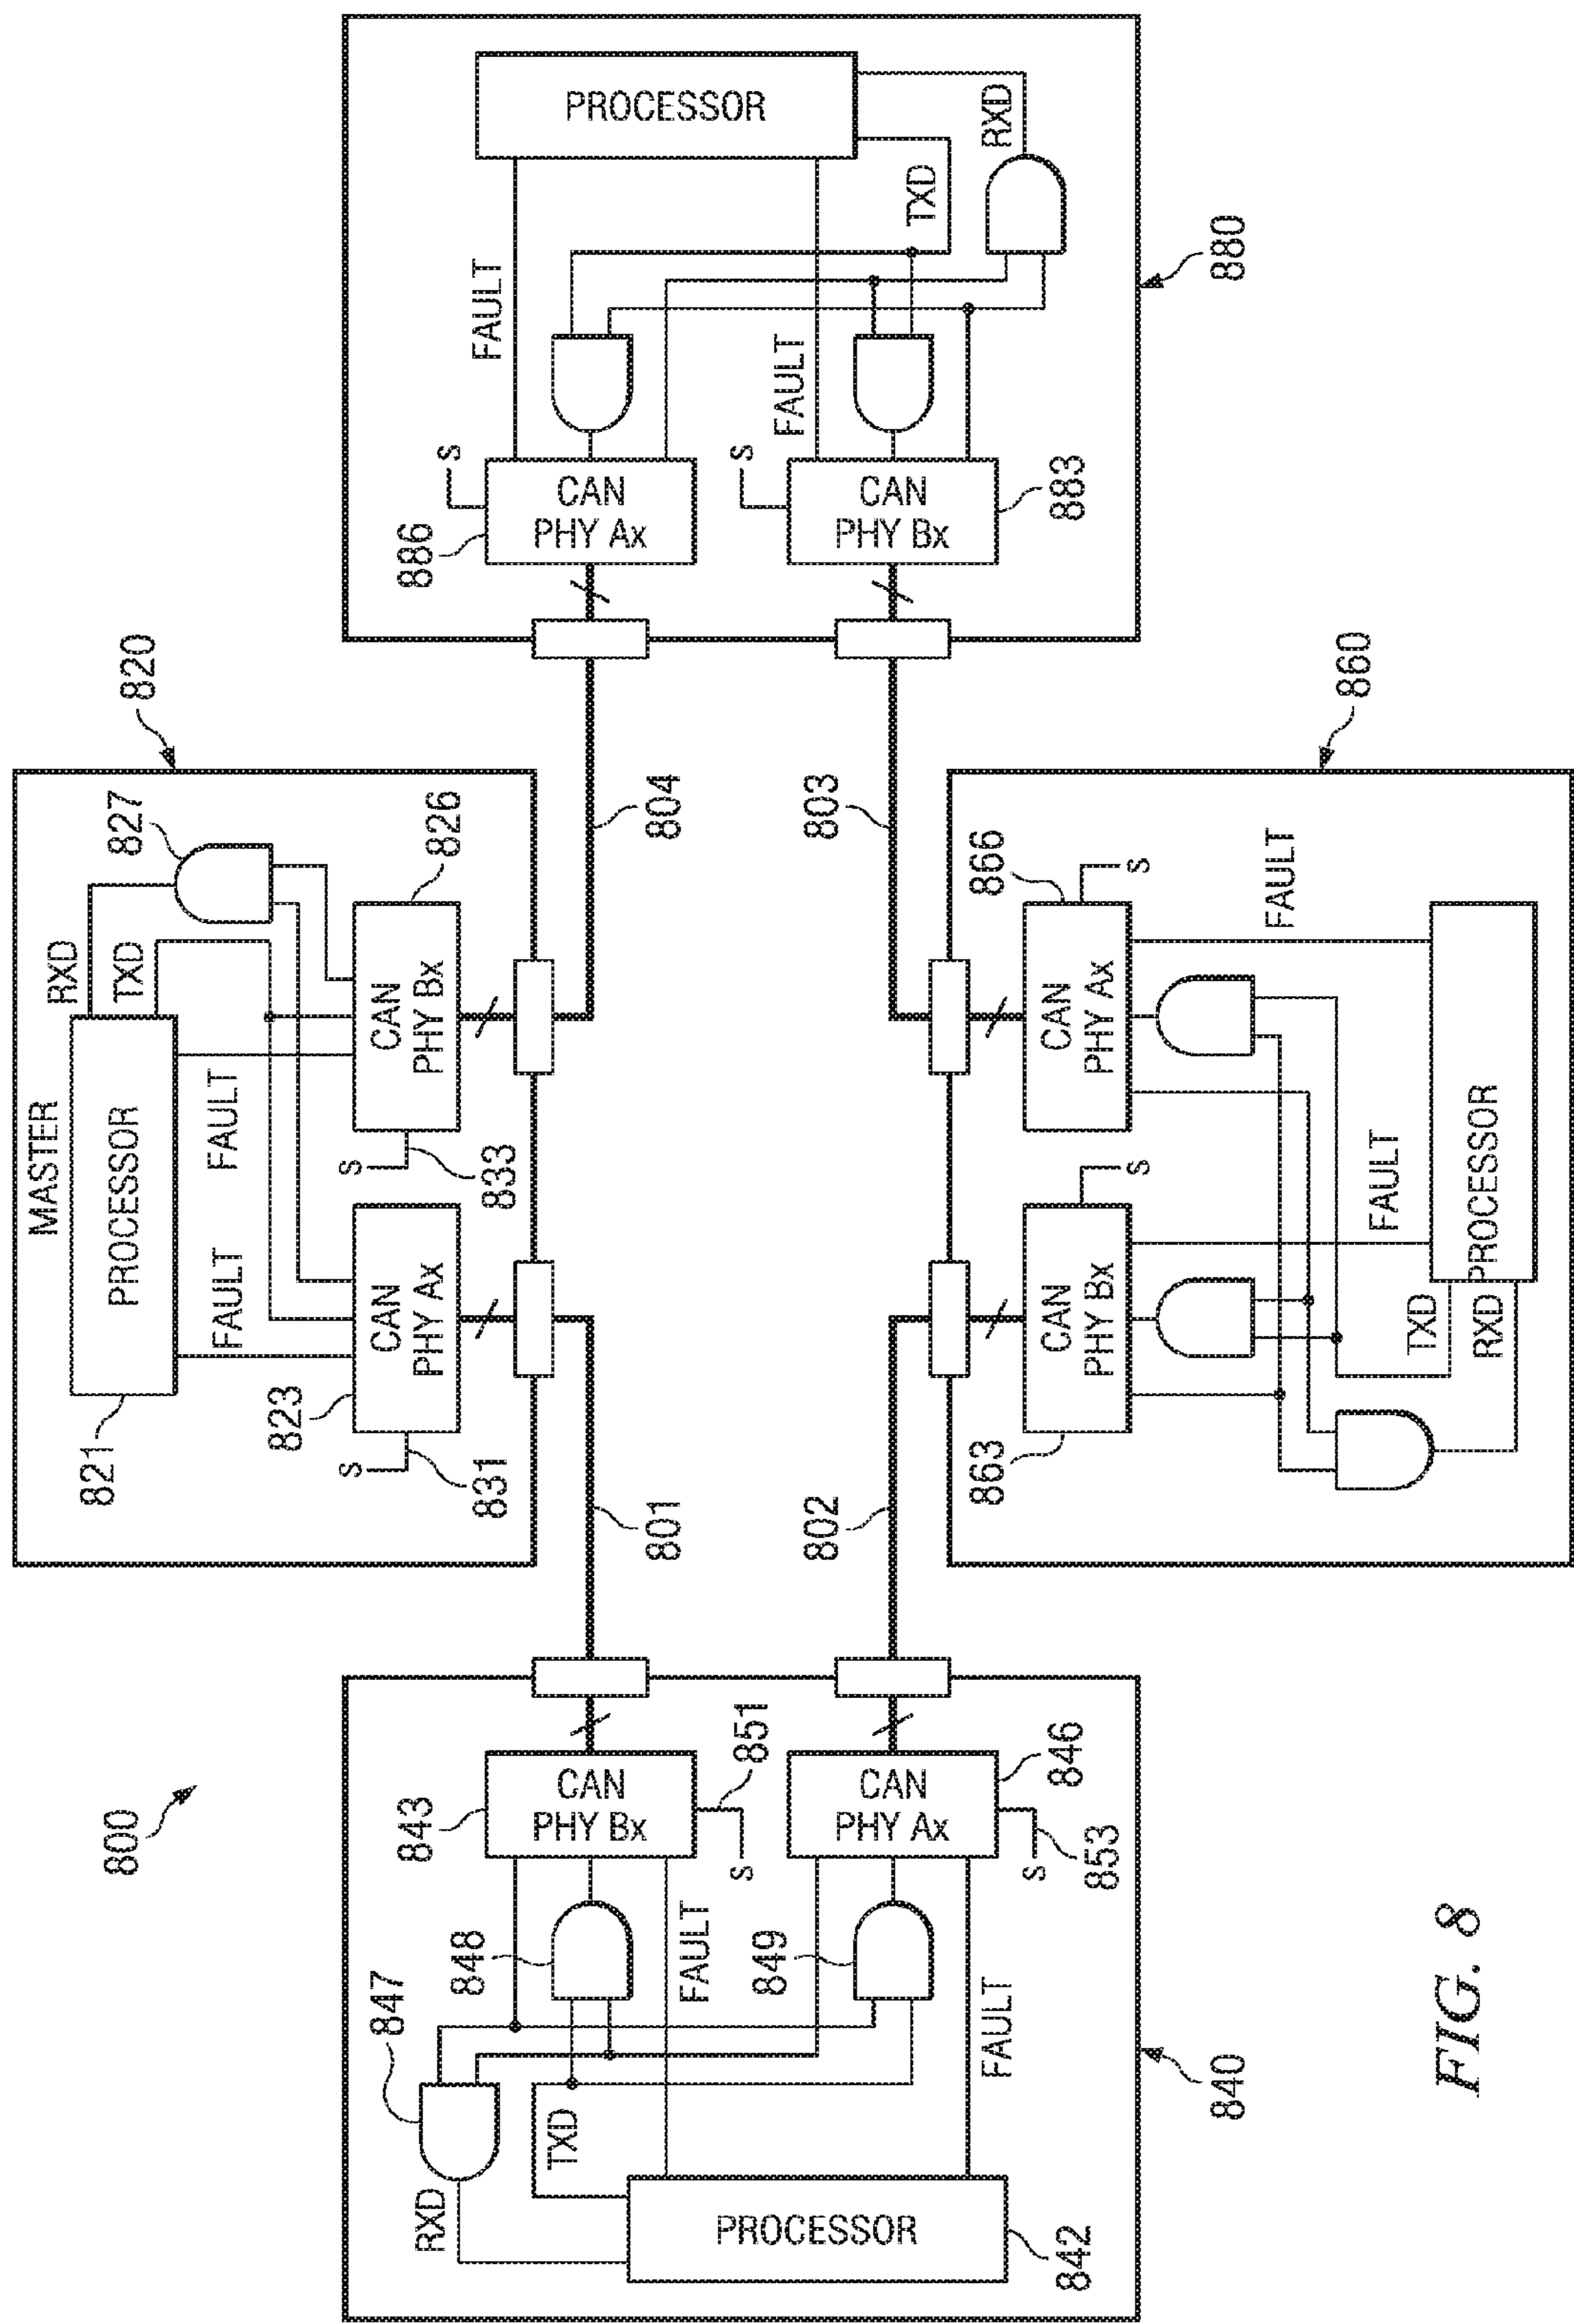 800
MASTER
820
PROCESSOR
821
RXD
TXD
827
FAULT
FAULT
823
CAN
PHY Ax
S
831
826
CAN
PHY Bx
S
833
801
804
843
CAN
PHY Bx
S
851
846
CAN
PHY Ax
S
853
847
848
849
RXD
TXD
FAULT
FAULT
PROCESSOR
842
840
802
803
863
CAN
PHY Bx
S
866
CAN
PHY Ax
S
FAULT
FAULT
TXD
RXD
PROCESSOR
860
886
CAN
PHY Ax
S
883
CAN
PHY Bx
S
FAULT
FAULT
TXD
RXD
PROCESSOR
880
FIG. 8